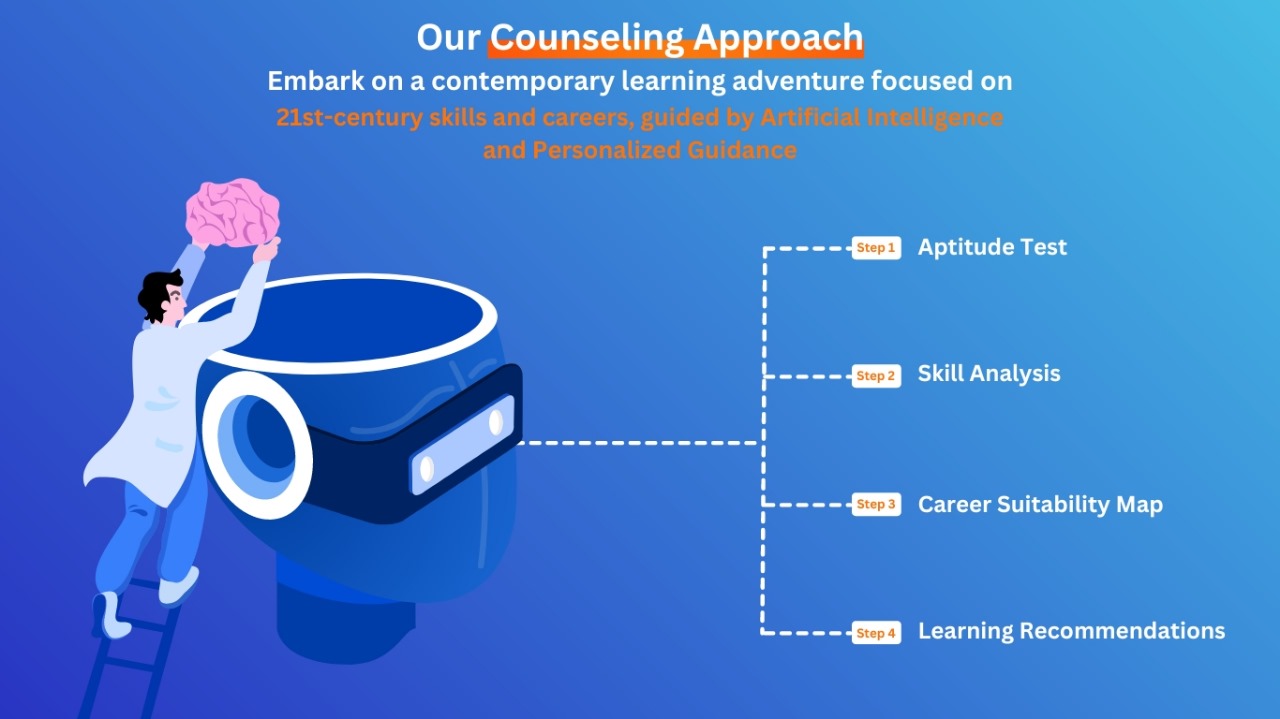 Our Counseling Approach
Embark on a contemporary learning adventure focused on
21st-century skills and careers, guided by Artificial Intelligence
and Personalized Guidance
Step 1 Aptitude Test
Step 2 Skill Analysis
Step 3 Career Suitability Map
Step 4 Learning Recommendations